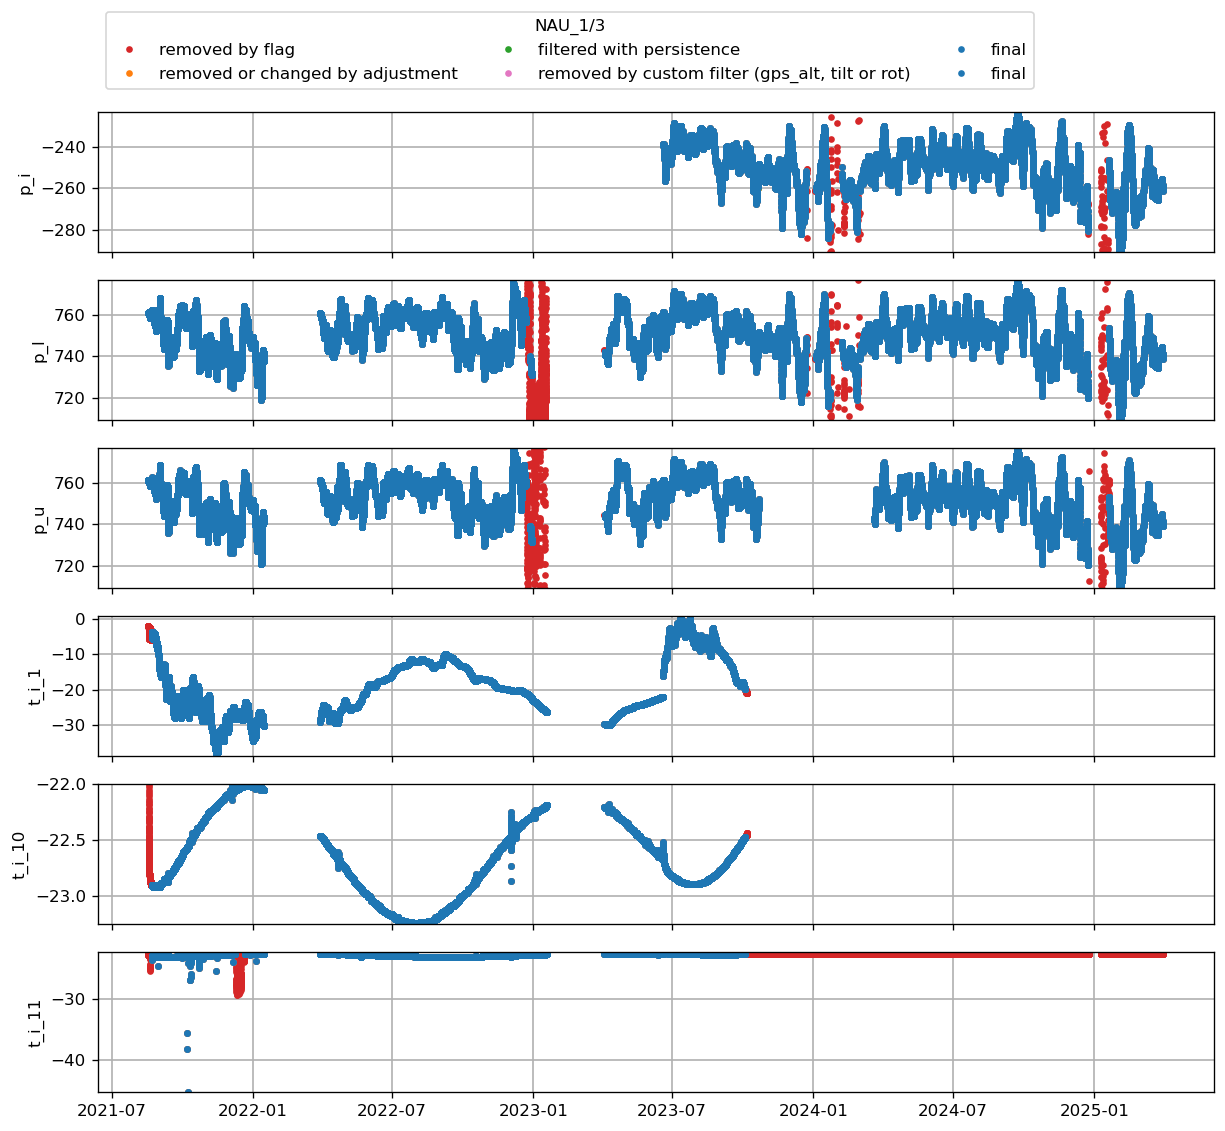 NAU_1/3
removed by flag filtered with persistence final
removed or changed by adjustment removed by custom filter (gps_alt, tilt or rot) final
p_i
−240
−260
−280
p_l
760
740
720
p_u
760
740
720
t_i_1
0
−10
−20
−30
t_i_10
−22.0
−22.5
−23.0
t_i_11
−30
−40
2021-07 2022-01 2022-07 2023-01 2023-07 2024-01 2024-07 2025-01